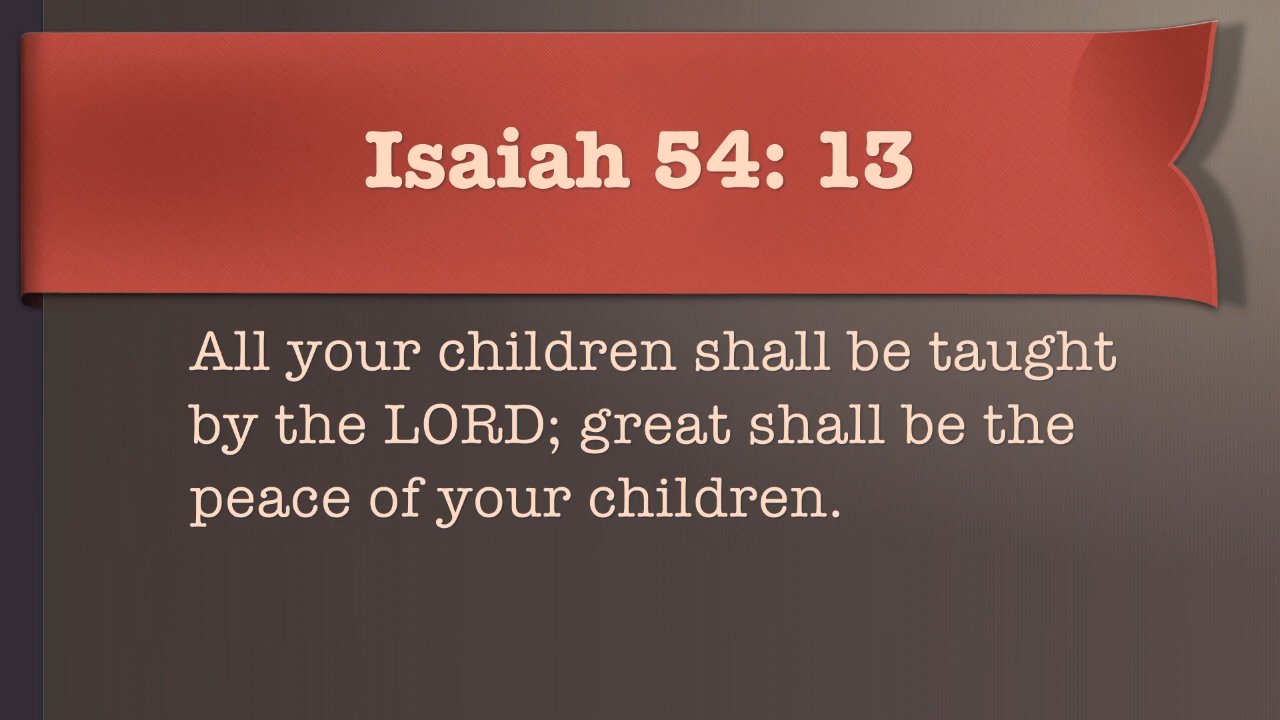 Isaiah 54: 13
All your children shall be taught
by the LORD; great shall be the
peace of your children.